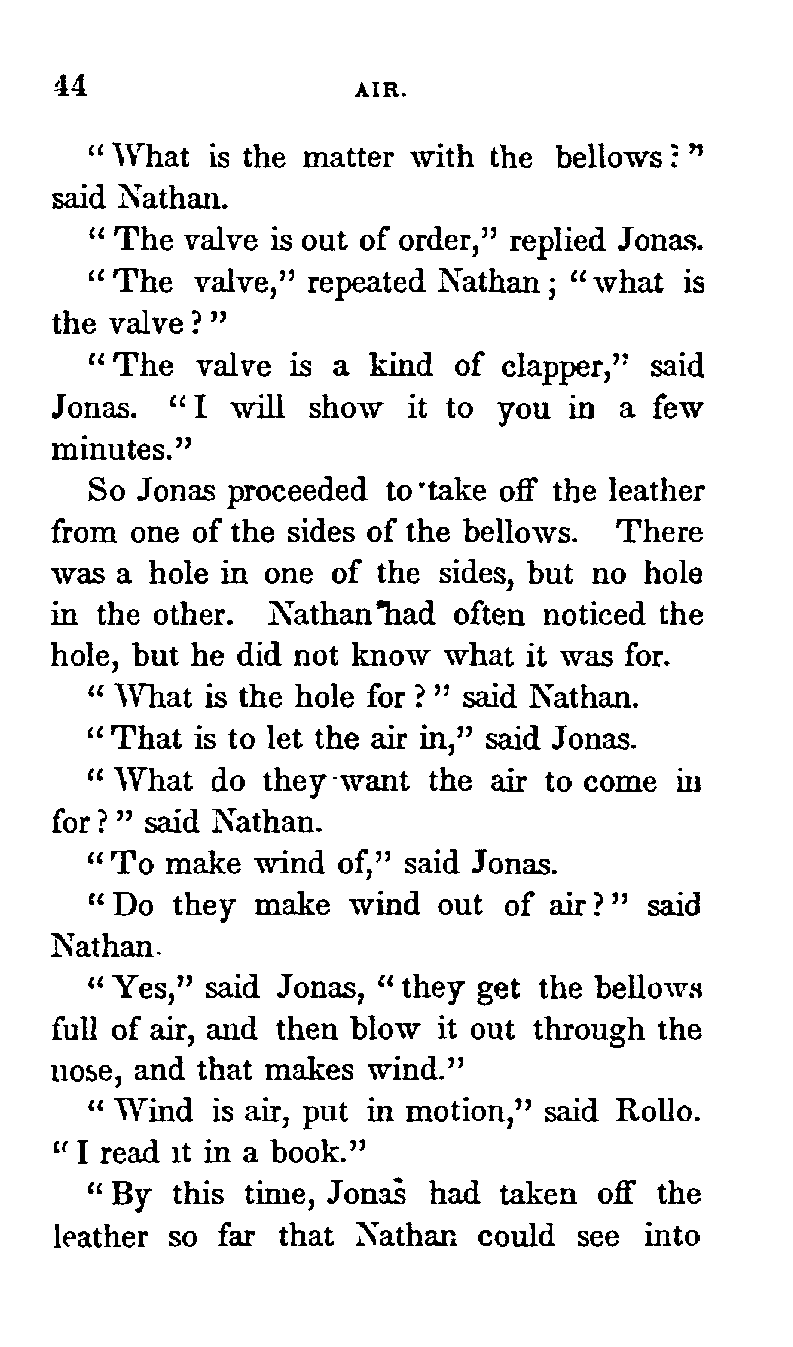 44 AIR.
“What is the matter with the bellows?”
said Nathan.
“The valve is out of order,” replied Jonas.
“The valve,” repeated Nathan; “what is
the valve?”
“The valve is a kind of clapper,” said
Jonas. “I will show it to you in a few
minutes.”
So Jonas proceeded to take off the leather
from one of the sides of the bellows. There
was a hole in one of the sides, but no hole
in the other. Nathan had often noticed the
hole, but he did not know what it was for.
“What is the hole for?” said Nathan.
“That is to let the air in,” said Jonas.
“What do they want the air to come in
for?” said Nathan.
“To make wind of,” said Jonas.
“Do they make wind out of air?” said
Nathan.
“Yes,” said Jonas, “they get the bellows
full of air, and then blow it out through the
nose, and that makes wind.”
“Wind is air, put in motion,” said Rollo.
“I read it in a book.”
“By this time, Jonas had taken off the
leather so far that Nathan could see into